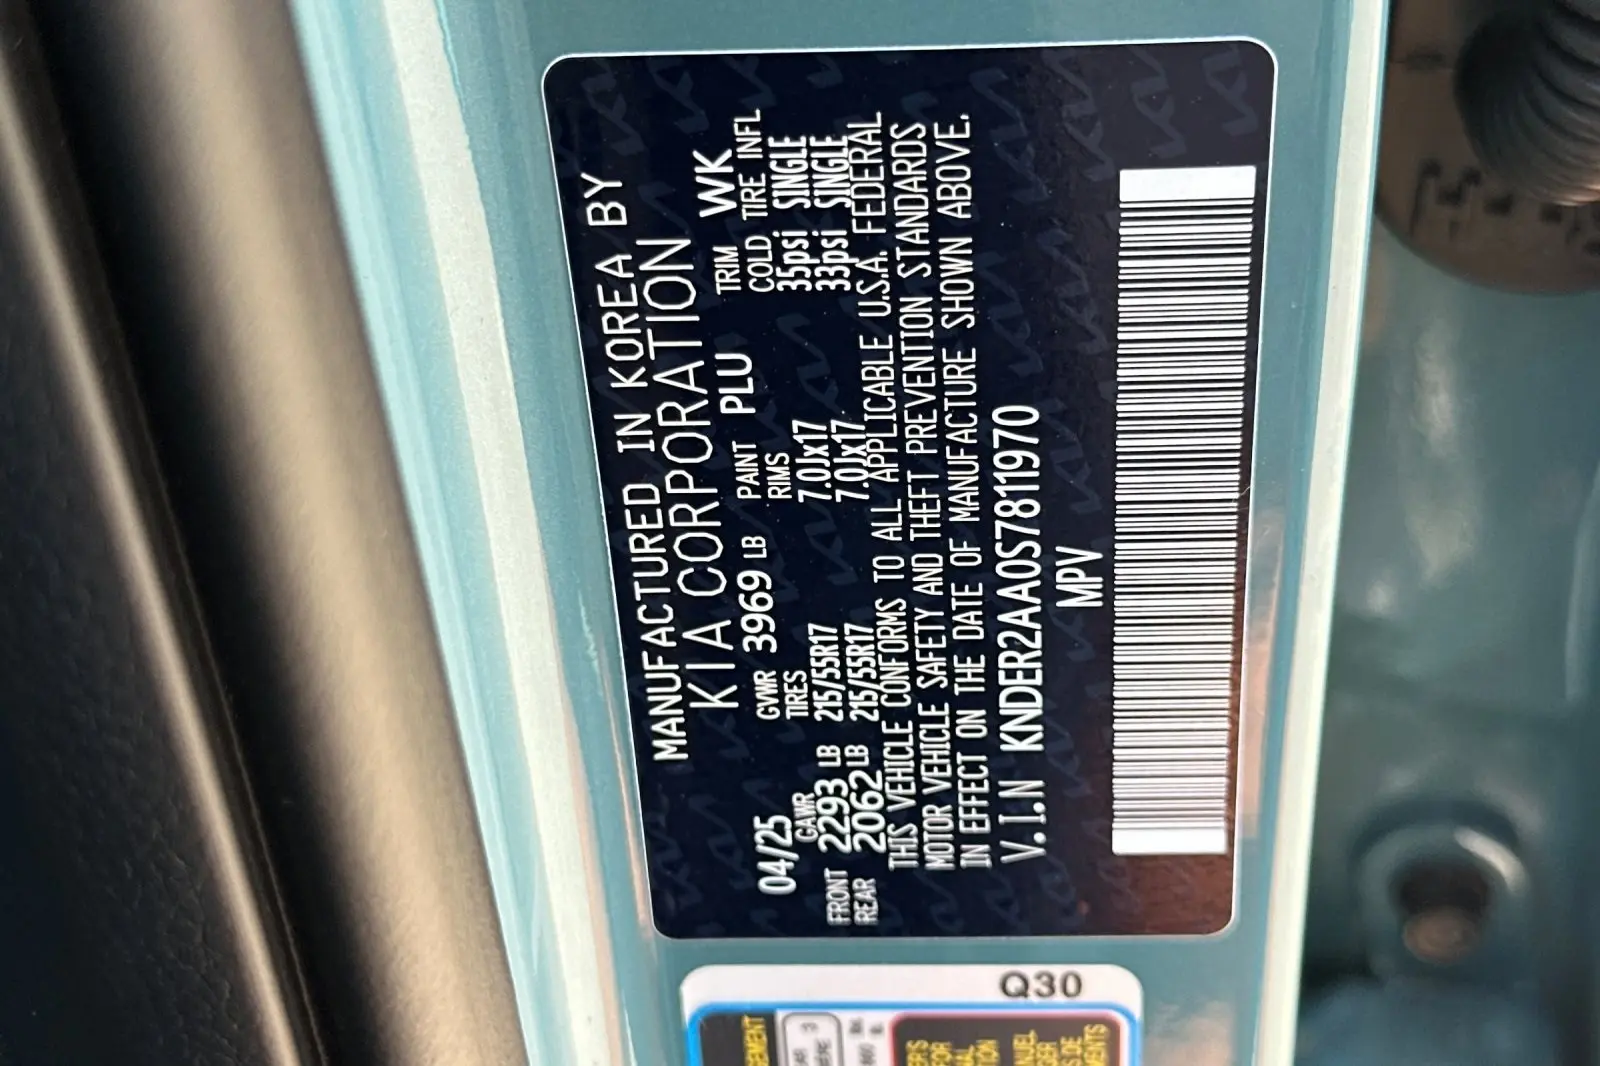 MANUFACTURED IN KOREA BY
KIA CORPORATION
04/25 GVWR 3969 LB PAINT PLU TRIM WK
GAWR TIRES RIMS COLD TIRE INFL
FRONT 2293 LB 215/55R17 7.0Jx17 35psi SINGLE
REAR 2062 LB 215/55R17 7.0Jx17 33psi SINGLE
THIS VEHICLE CONFORMS TO ALL APPLICABLE U.S.A. FEDERAL
MOTOR VEHICLE SAFETY AND THEFT PREVENTION STANDARDS
IN EFFECT ON THE DATE OF MANUFACTURE SHOWN ABOVE.
V.I.N KNDER2AA0S7811970
MPV
Q30